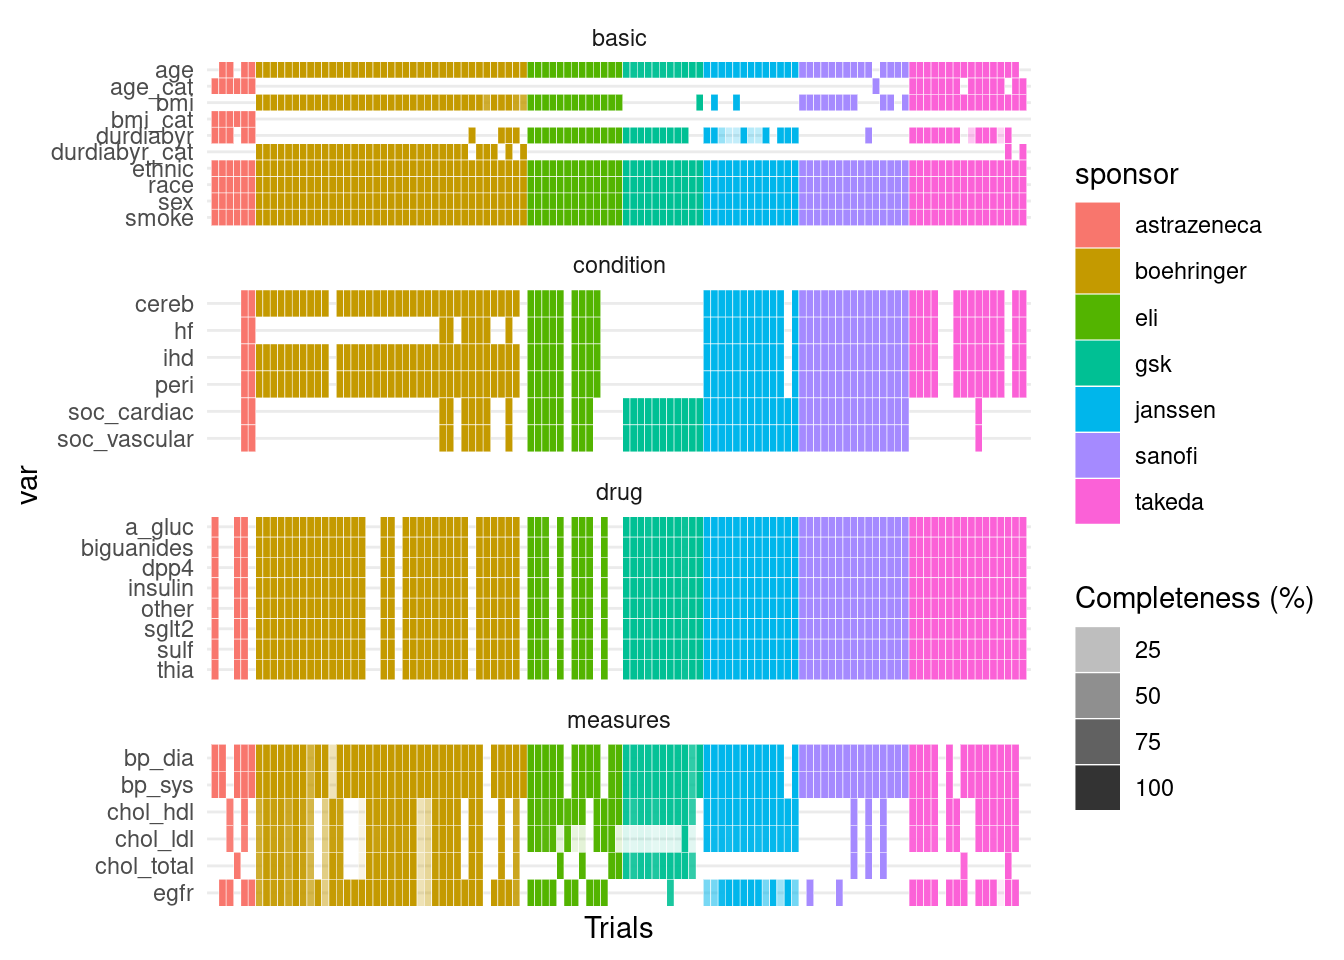 basic
age
age_cat
bmi
bmi_cat
durdiabyr
durdiabyr_cat
ethnic
race
sex
smoke
condition
cereb
hf
ihd
peri
soc_cardiac
soc_vascular
drug
a_gluc
biguanides
dpp4
insulin
other
sglt2
sulf
thia
measures
bp_dia
bp_sys
chol_hdl
chol_ldl
chol_total
egfr
var
Trials
sponsor
astrazeneca
boehringer
eli
gsk
janssen
sanofi
takeda
Completeness (%)
25
50
75
100